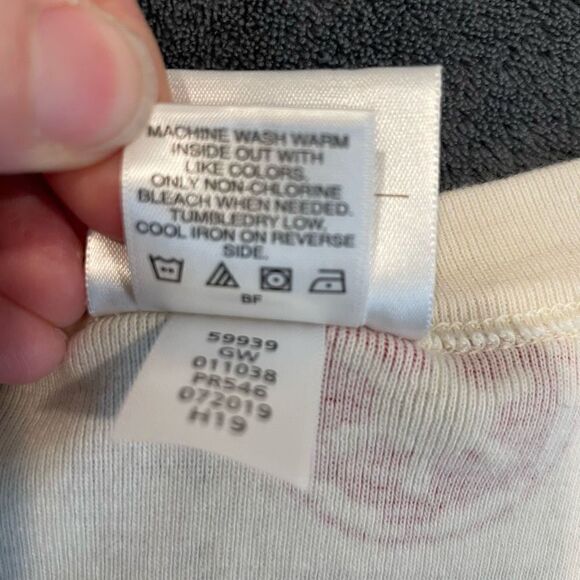 MACHINE WASH WARM
INSIDE OUT WITH
LIKE COLORS.
ONLY NON-CHLORINE
BLEACH WHEN NEEDED.
TUMBLEDRY LOW,
COOL IRON ON REVERSE
SIDE.
BF
59939
GW
011038
PR546
072019
H19